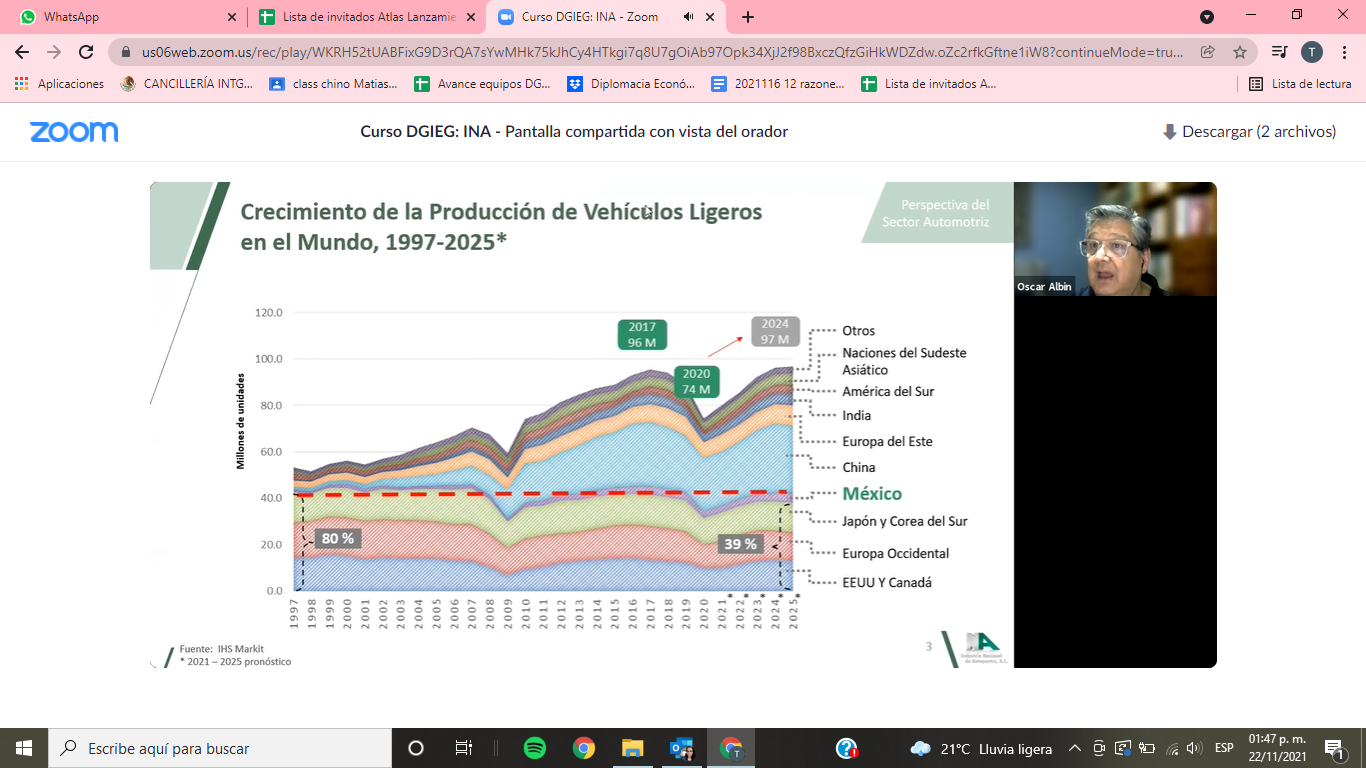 WhatsApp
Lista de invitados Atlas Lanzamie
Curso DGIEG: INA - Zoom
us06web.zoom.us/rec/play/WKRH52tUABFixG9D3rQA7sYwMHk75kJhCy4HTkgi7q8U7gOiAb97Opk34XjJ2f98BxczQfzGiHkWDZdw.oZc2rfkGftne1iW8?continueMode=tru...
T
Aplicaciones
CANCILLERÍA INTG...
class chino Matias...
Avance equipos DG...
Diplomacia Econó...
2021116 12 razone...
Lista de invitados A...
Lista de lectura
zoom
Curso DGIEG: INA - Pantalla compartida con vista del orador
Descargar (2 archivos)
Crecimiento de la Producción de Vehículos Ligeros
en el Mundo, 1997-2025*
Perspectiva del
Sector Automotriz
Oscar Albin
Millones de unidades
120.0
100.0
80.0
60.0
40.0
20.0
0.0
2017
96 M
2020
74 M
2024
97 M
80 %
39 %
Otros
Naciones del Sudeste
Asiático
América del Sur
India
Europa del Este
China
México
Japón y Corea del Sur
Europa Occidental
EEUU Y Canadá
1997
1998
1999
2000
2001
2002
2003
2004
2005
2006
2007
2008
2009
2010
2011
2012
2013
2014
2015
2016
2017
2018
2019
2020
2021*
2022*
2023*
2024*
2025*
Fuente: IHS Markit
* 2021 – 2025 pronóstico
3
Industria Nacional
de Autopartes, A.C.
Escribe aquí para buscar
T
21°C Lluvia ligera
ESP
01:47 p. m.
22/11/2021
1